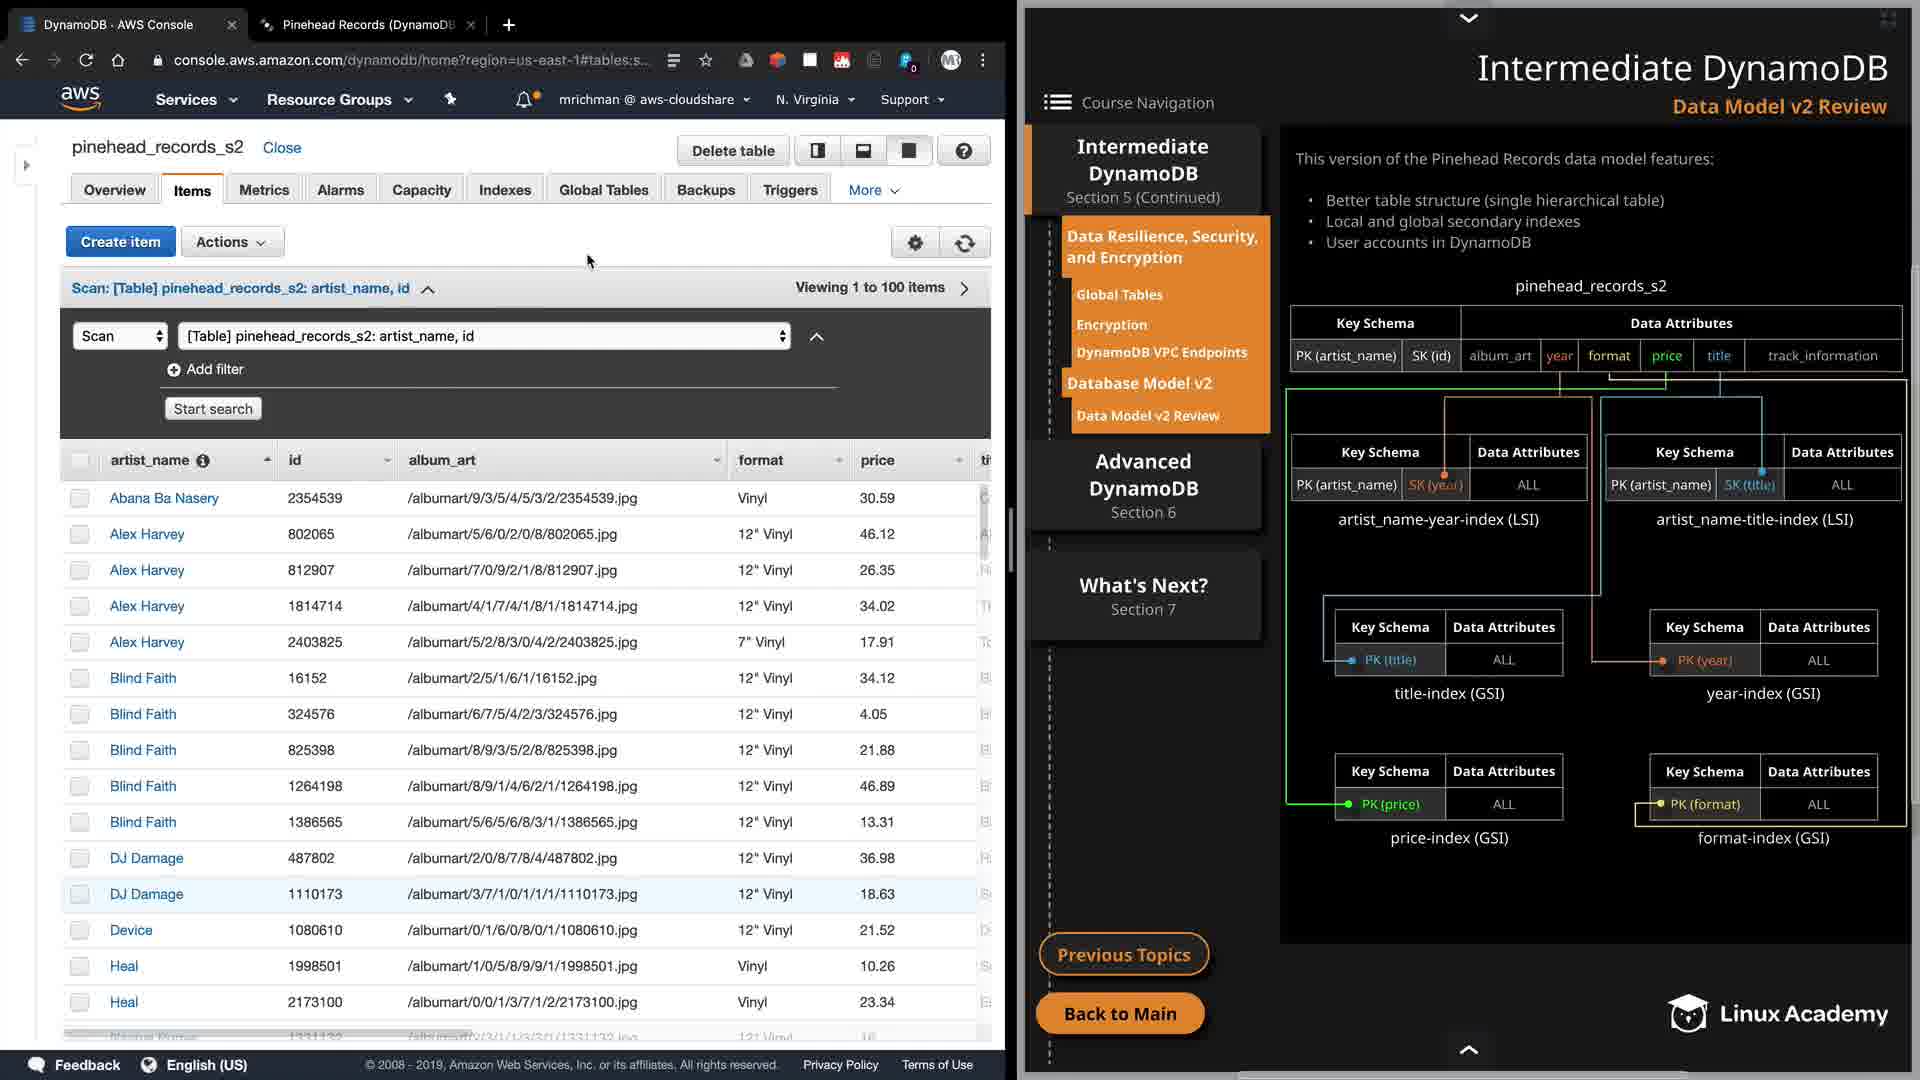 DynamoDB - AWS Console
Pinehead Records (DynamoDB
console.aws.amazon.com/dynamodb/home?region=us-east-1#tables:s...
0
aws
Services
Resource Groups
mrichman @ aws-cloudshare
N. Virginia
Support
pinehead_records_s2
Close
Delete table
Overview
Items
Metrics
Alarms
Capacity
Indexes
Global Tables
Backups
Triggers
More
Create item
Actions
Scan: [Table] pinehead_records_s2: artist_name, id
Viewing 1 to 100 items
Scan
[Table] pinehead_records_s2: artist_name, id
Add filter
Start search
artist_name id album_art format price
Abana Ba Nasery 2354539 /albumart/9/3/5/4/5/3/2/2354539.jpg Vinyl 30.59
Alex Harvey 802065 /albumart/5/6/0/2/0/8/802065.jpg 12" Vinyl 46.12
Alex Harvey 812907 /albumart/7/0/9/2/1/8/812907.jpg 12" Vinyl 26.35
Alex Harvey 1814714 /albumart/4/1/7/4/1/8/1/1814714.jpg 12" Vinyl 34.02
Alex Harvey 2403825 /albumart/5/2/8/3/0/4/2/2403825.jpg 7" Vinyl 17.91
Blind Faith 16152 /albumart/2/5/1/6/1/16152.jpg 12" Vinyl 34.12
Blind Faith 324576 /albumart/6/7/5/4/2/3/324576.jpg 12" Vinyl 4.05
Blind Faith 825398 /albumart/8/9/3/5/2/8/825398.jpg 12" Vinyl 21.88
Blind Faith 1264198 /albumart/8/9/1/4/6/2/1/1264198.jpg 12" Vinyl 46.89
Blind Faith 1386565 /albumart/5/6/5/6/8/3/1/1386565.jpg 12" Vinyl 13.31
DJ Damage 487802 /albumart/2/0/8/7/8/4/487802.jpg 12" Vinyl 36.98
DJ Damage 1110173 /albumart/3/7/1/0/1/1/1/1110173.jpg 12" Vinyl 18.63
Device 1080610 /albumart/0/1/6/0/8/0/1/1080610.jpg 12" Vinyl 21.52
Heal 1998501 /albumart/1/0/5/8/9/9/1/1998501.jpg Vinyl 10.26
Heal 2173100 /albumart/0/0/1/3/7/1/2/2173100.jpg Vinyl 23.34
Feedback
English (US)
© 2008 - 2019, Amazon Web Services, Inc. or its affiliates. All rights reserved.
Privacy Policy
Terms of Use
Intermediate DynamoDB
Data Model v2 Review
Course Navigation
Intermediate
DynamoDB
Section 5 (Continued)
Data Resilience, Security,
and Encryption
Global Tables
Encryption
DynamoDB VPC Endpoints
Database Model v2
Data Model v2 Review
Advanced
DynamoDB
Section 6
What's Next?
Section 7
Previous Topics
Back to Main
This version of the Pinehead Records data model features:
• Better table structure (single hierarchical table)
• Local and global secondary indexes
• User accounts in DynamoDB
pinehead_records_s2
Key Schema Data Attributes
PK (artist_name) SK (id) album_art year format price title track_information
Key Schema Data Attributes
PK (artist_name) SK (year) ALL
artist_name-year-index (LSI)
Key Schema Data Attributes
PK (artist_name) SK (title) ALL
artist_name-title-index (LSI)
Key Schema Data Attributes
PK (title) ALL
title-index (GSI)
Key Schema Data Attributes
PK (year) ALL
year-index (GSI)
Key Schema Data Attributes
PK (price) ALL
price-index (GSI)
Key Schema Data Attributes
PK (format) ALL
format-index (GSI)
Linux Academy